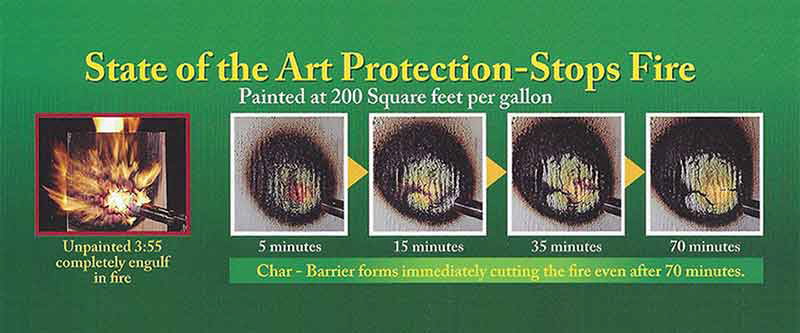 State of the Art Protection-Stops Fire
Painted at 200 Square feet per gallon
Unpainted 3:55
completely engulf
in fire
5 minutes
15 minutes
35 minutes
70 minutes
Char - Barrier forms immediately cutting the fire even after 70 minutes.